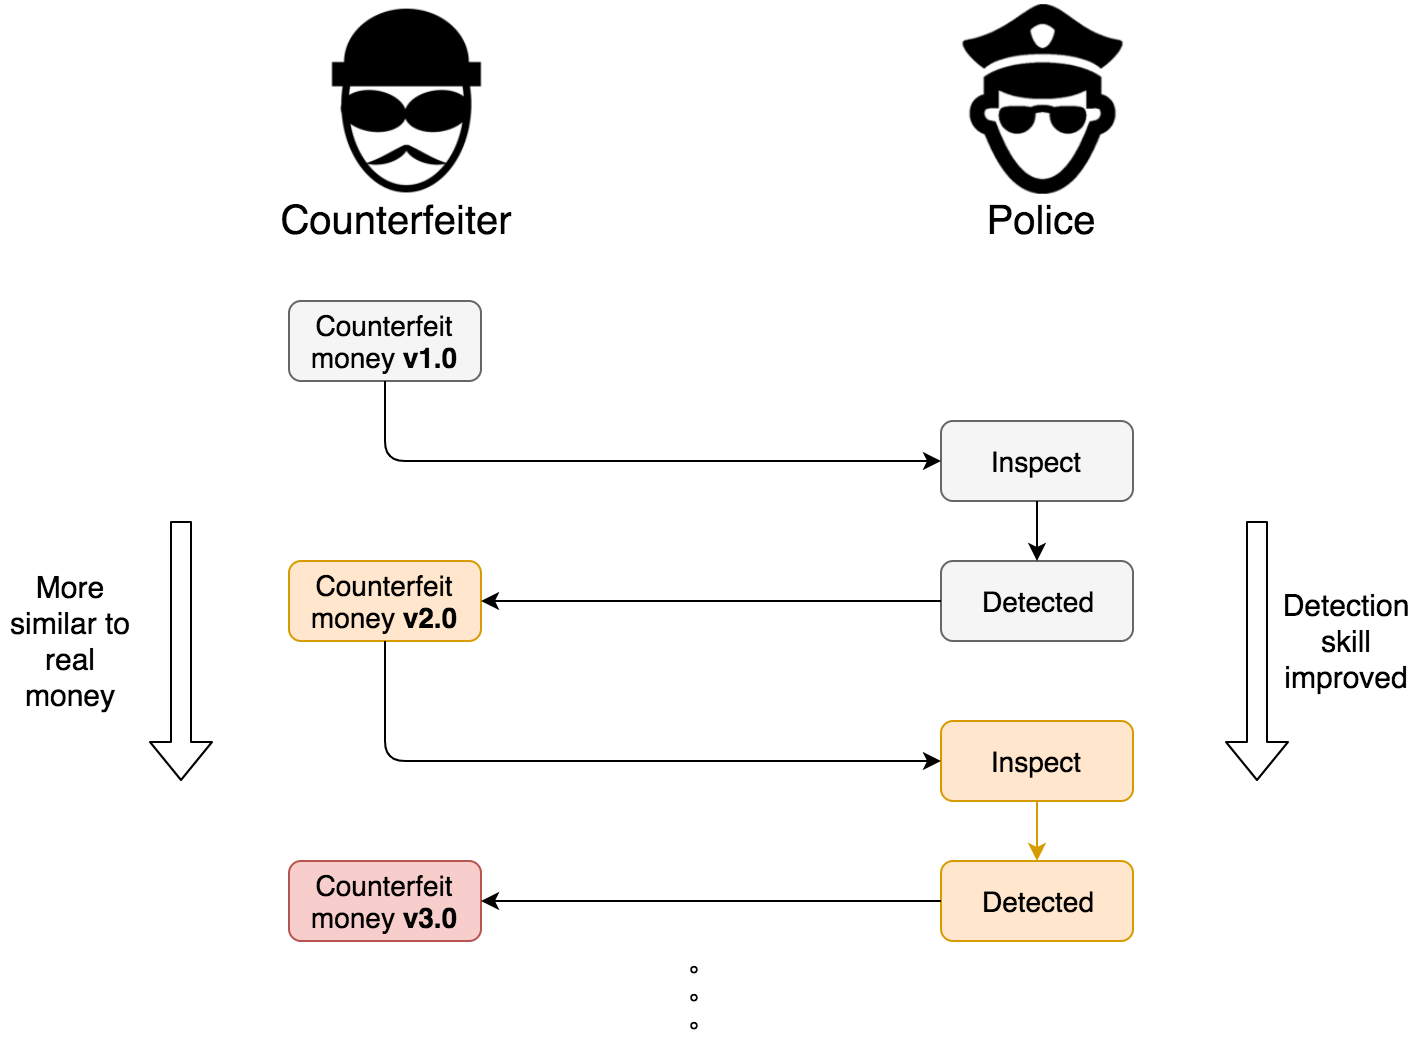 Counterfeiter
Police
Counterfeit
money v1.0
Inspect
Detected
Counterfeit
money v2.0
More
similar to
real
money
Detection
skill
improved
Inspect
Detected
Counterfeit
money v3.0